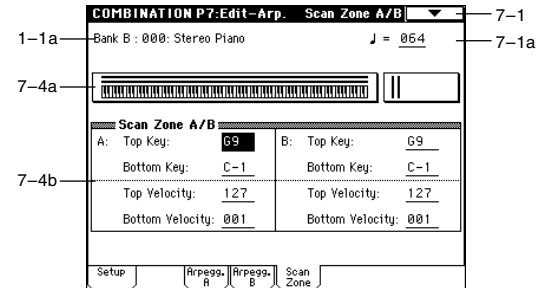 COMBINATION P7:Edit-Arp. Scan Zone A/B
7–1
1–1a
Bank B : 000: Stereo Piano ♩ = 064
7–1a
7–4a
Scan Zone A/B
A: Top Key: G9 B: Top Key: G9
Bottom Key: C-1 Bottom Key: C-1
7–4b
Top Velocity: 127 Top Velocity: 127
Bottom Velocity: 001 Bottom Velocity: 001
Setup Arpegg. A Arpegg. B Scan Zone